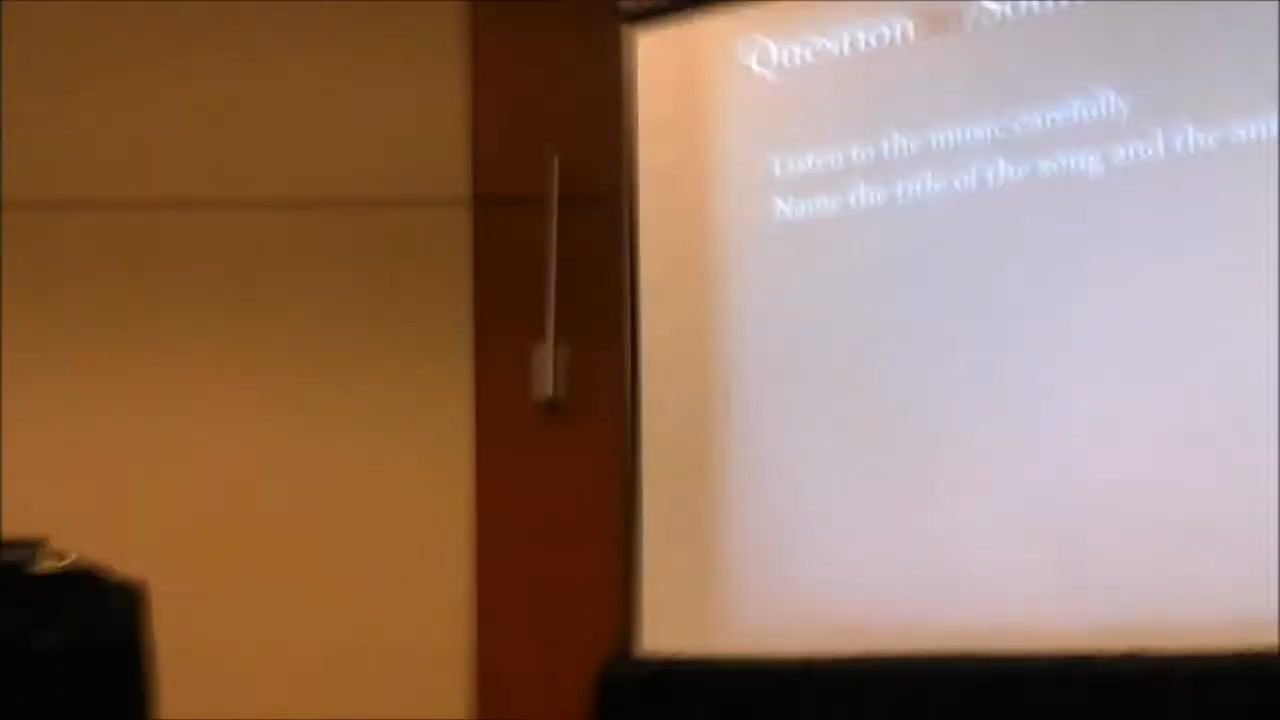 Question
Listen to the music carefully
Name the title of the song and the